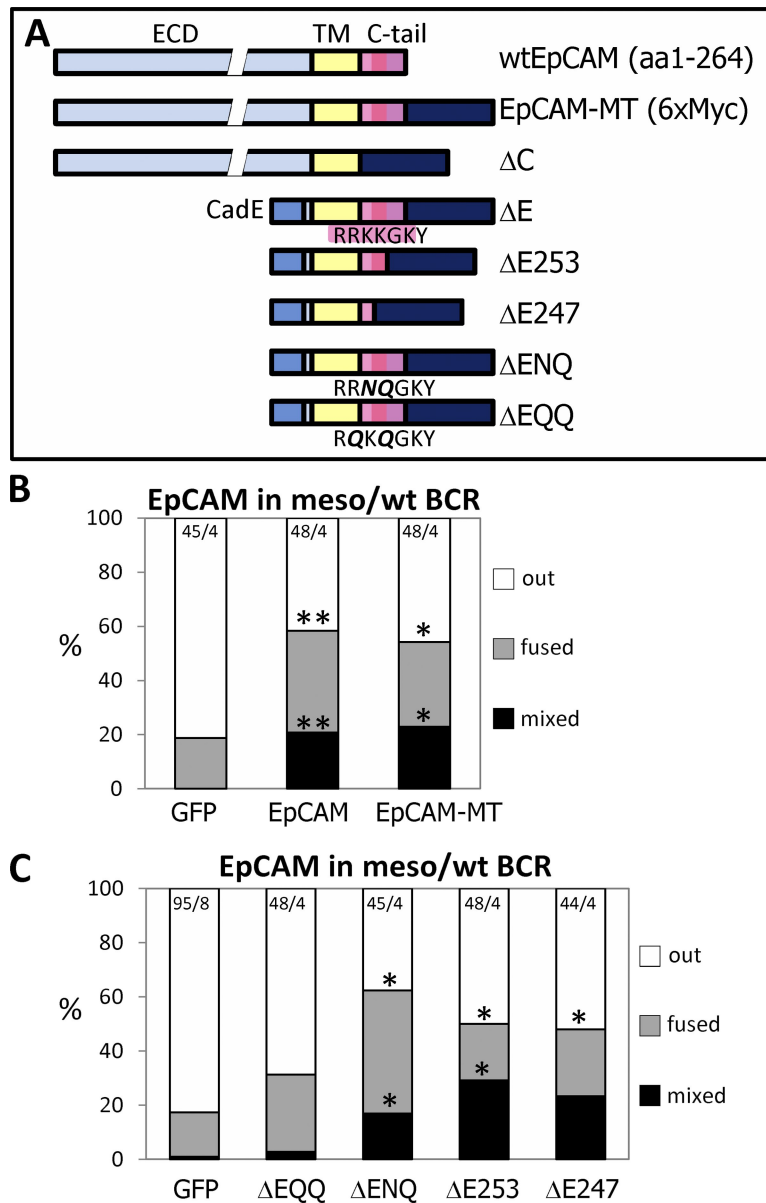 A
ECD TM C-tail
wtEpCAM (aa1-264)
EpCAM-MT (6xMyc)
ΔC
CadE ΔE
RRKKGKY
ΔE253
ΔE247
ΔENQ
RRNQGKY
ΔEQQ
RQKQGKY
B
EpCAM in meso/wt BCR
100
80
60
40
20
0
%
45/4 48/4 48/4
** *
** *
out
fused
mixed
GFP EpCAM EpCAM-MT
C
EpCAM in meso/wt BCR
100
80
60
40
20
0
%
95/8 48/4 45/4 48/4 44/4
* * *
* *
out
fused
mixed
GFP ΔEQQ ΔENQ ΔE253 ΔE247